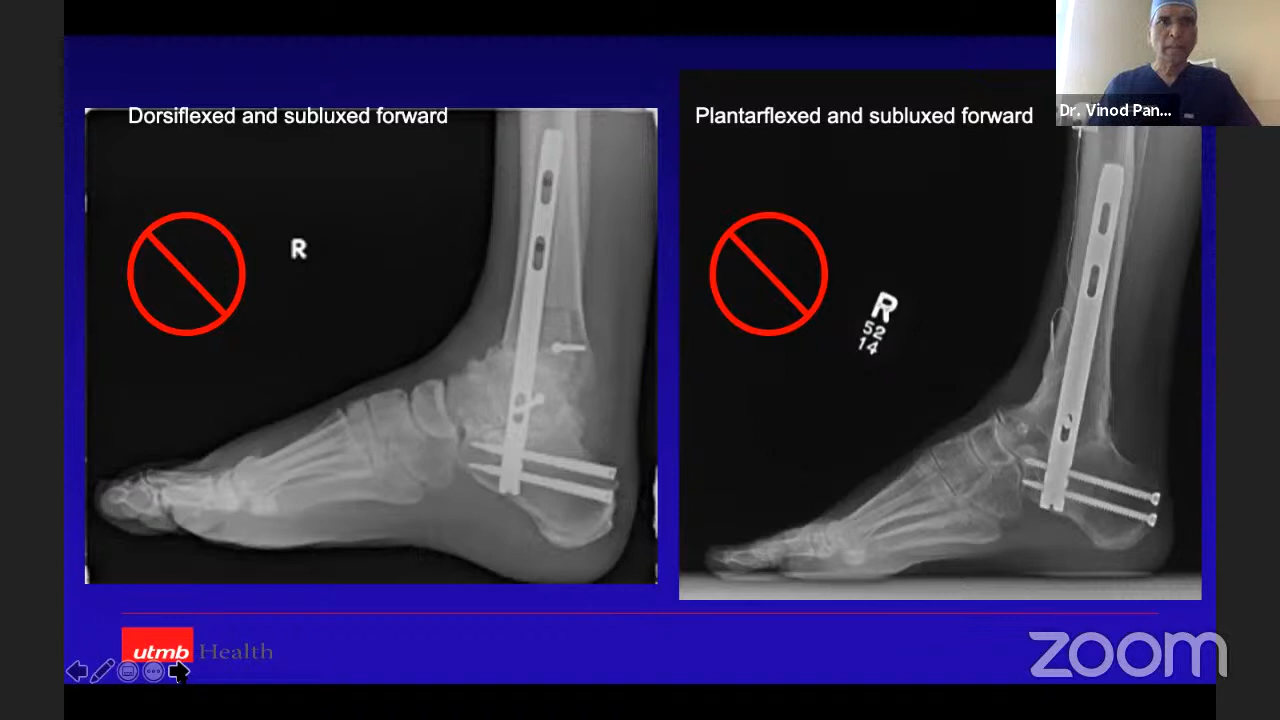 Dorsiflexed and subluxed forward
Plantarflexed and subluxed forward
Dr. Vinod Pan...
R
R
52
14
utmb Health
zoom